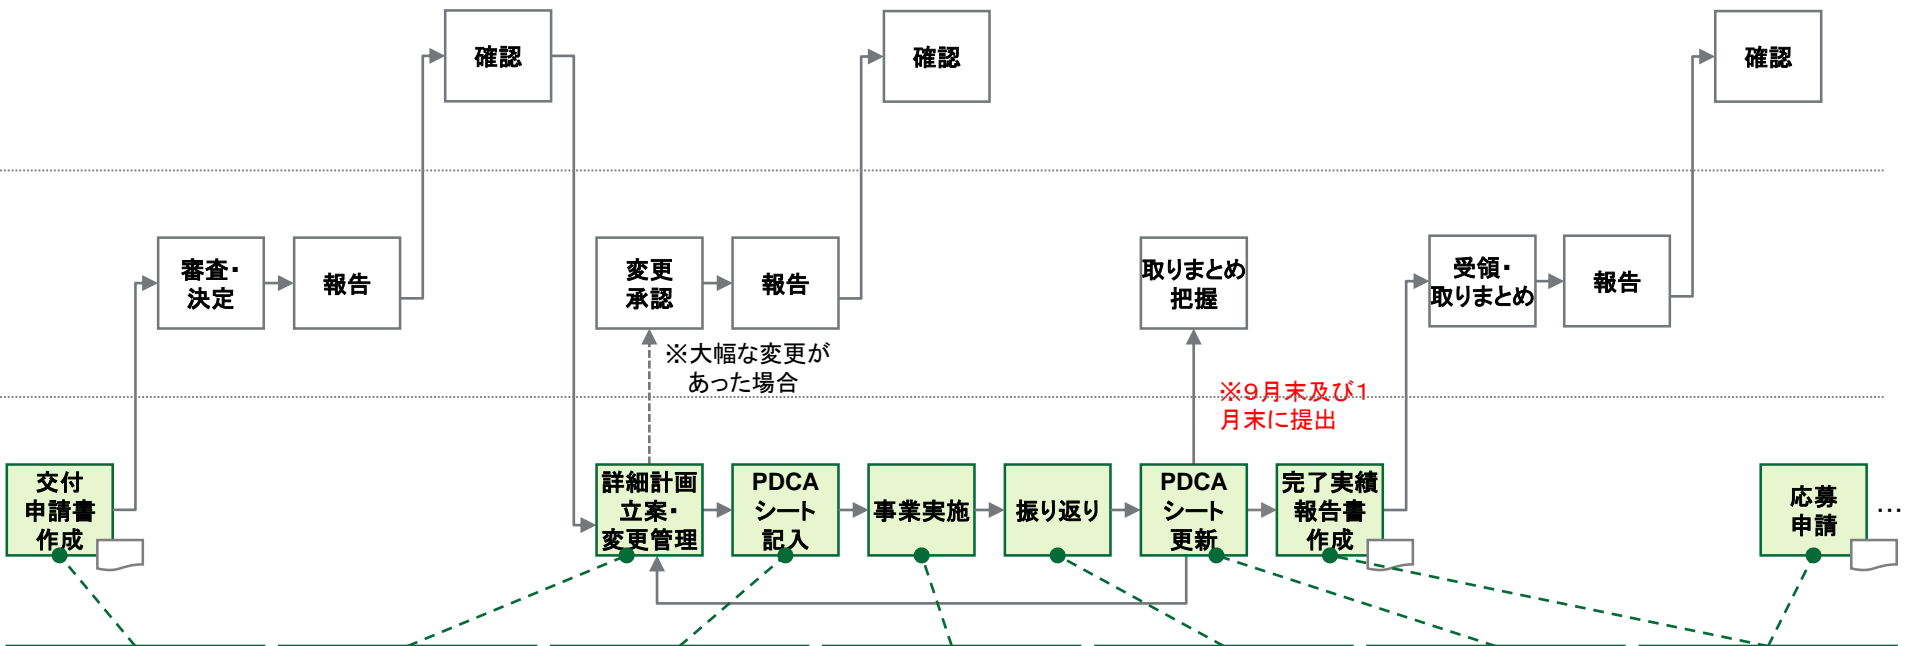 確認
確認
確認
審査・
決定
報告
変更
承認
報告
取りまとめ
把握
受領・
取りまとめ
報告
※大幅な変更が
あった場合
※9月末及び1
月末に提出
交付
申請書
作成
詳細計画
立案・
変更管理
PDCA
シート
記入
事業実施
振り返り
PDCA
シート
更新
完了実績
報告書
作成
応募
申請
…